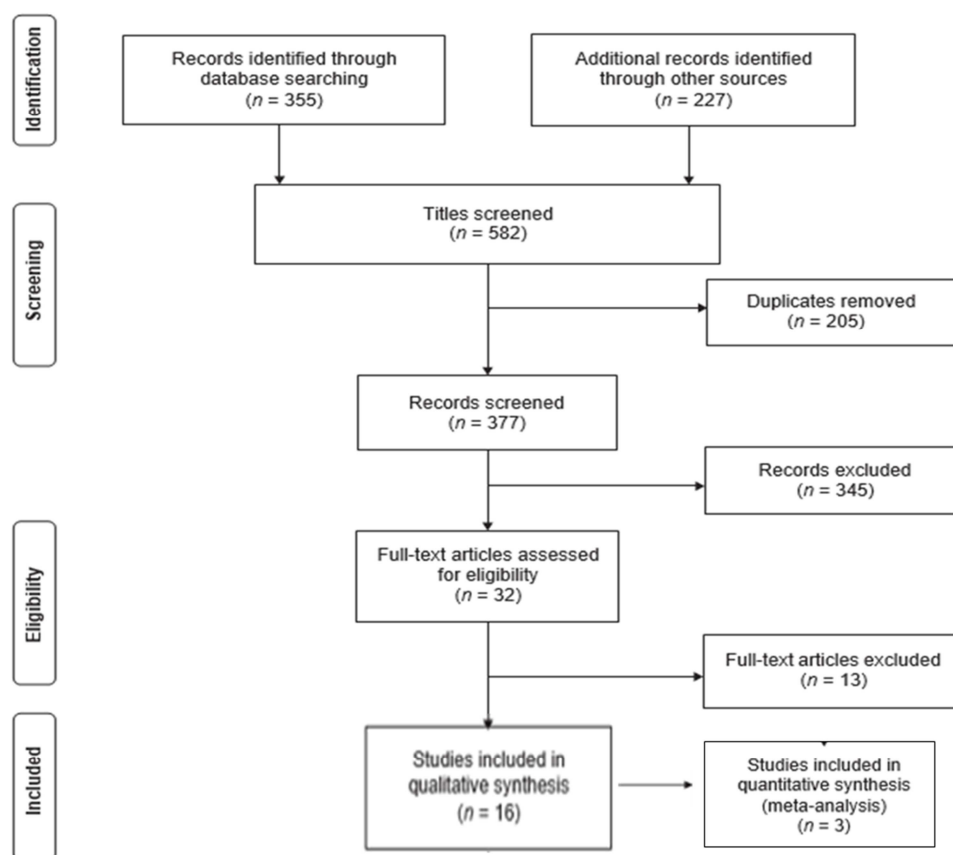 Identification
Records identified through
database searching
(n = 355)
Additional records identified
through other sources
(n = 227)
Screening
Titles screened
(n = 582)
Duplicates removed
(n = 205)
Records screened
(n = 377)
Records excluded
(n = 345)
Eligibility
Full-text articles assessed
for eligibility
(n = 32)
Full-text articles excluded
(n = 13)
Included
Studies included in
qualitative synthesis
(n = 16)
Studies included in
quantitative synthesis
(meta-analysis)
(n = 3)